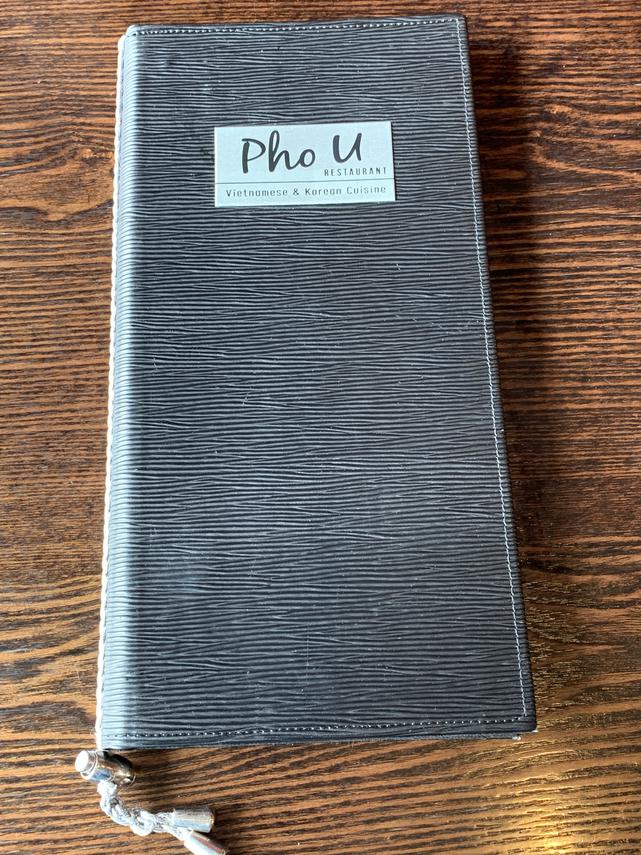 Pho U
RESTAURANT
Vietnamese & Korean Cuisine